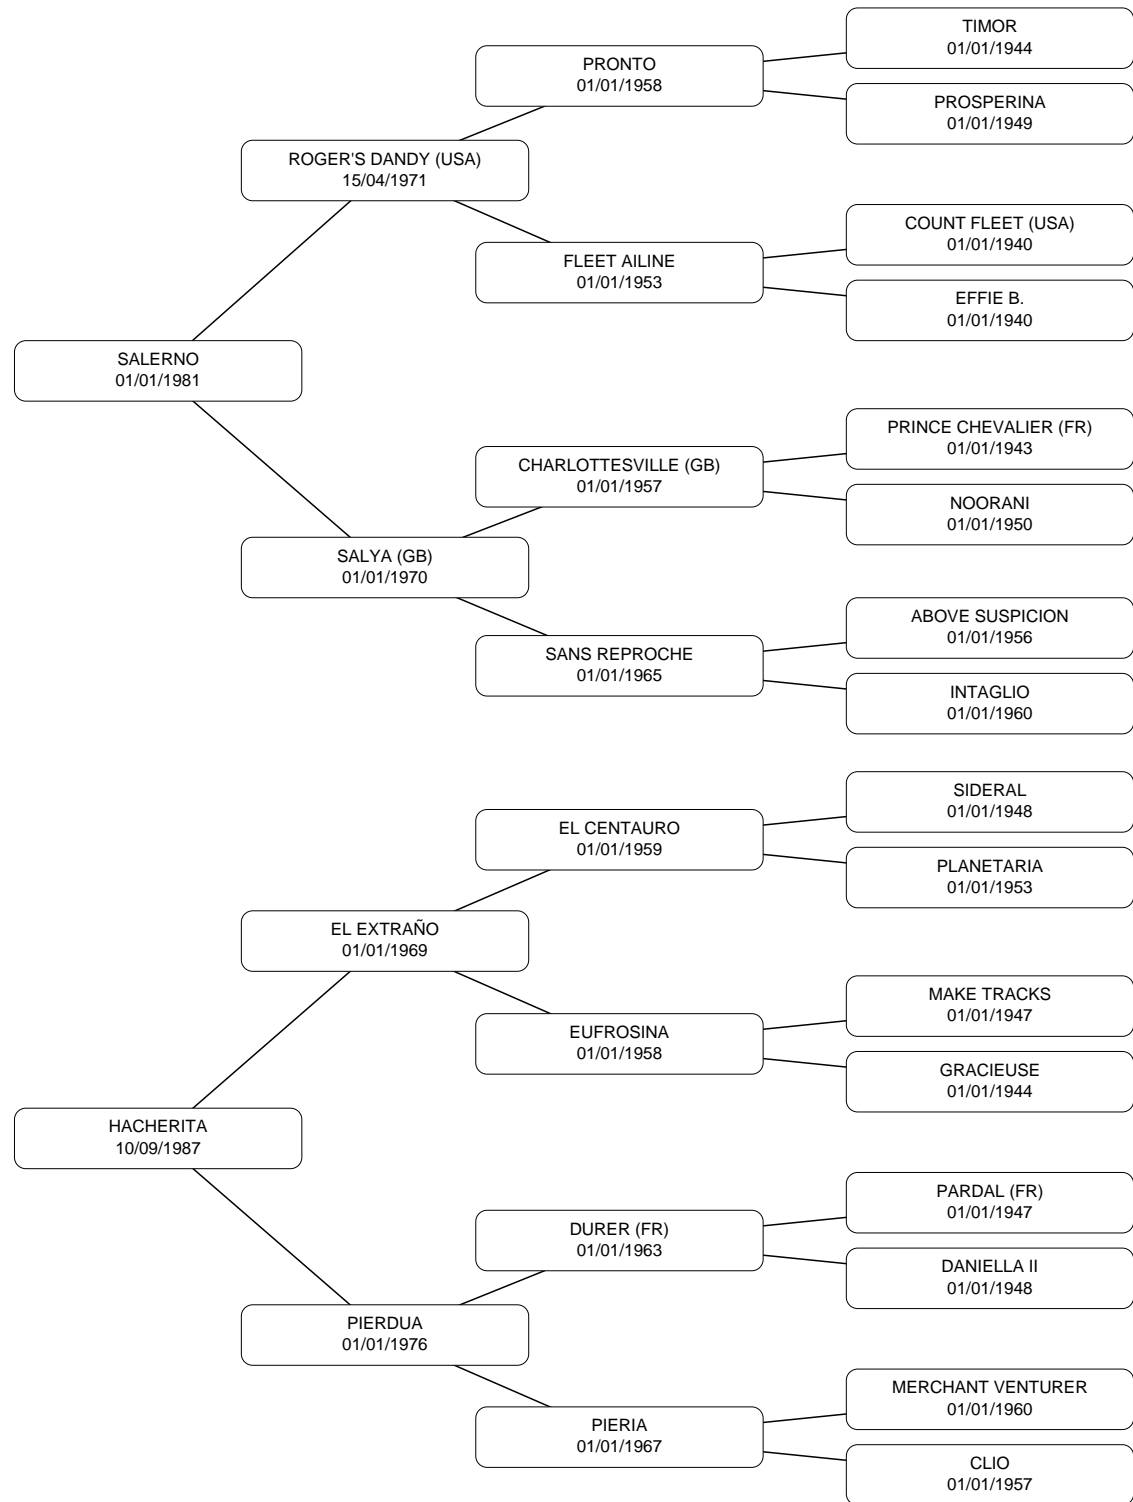 TIMOR
01/01/1944
PRONTO
01/01/1958
PROSPERINA
01/01/1949
ROGER'S DANDY (USA)
15/04/1971
COUNT FLEET (USA)
01/01/1940
FLEET AILINE
01/01/1953
EFFIE B.
01/01/1940
SALERNO
01/01/1981
PRINCE CHEVALIER (FR)
01/01/1943
CHARLOTTESVILLE (GB)
01/01/1957
NOORANI
01/01/1950
SALYA (GB)
01/01/1970
ABOVE SUSPICION
01/01/1956
SANS REPROCHE
01/01/1965
INTAGLIO
01/01/1960
SIDERAL
01/01/1948
EL CENTAURO
01/01/1959
PLANETARIA
01/01/1953
EL EXTRAÑO
01/01/1969
MAKE TRACKS
01/01/1947
EUFROSINA
01/01/1958
GRACIEUSE
01/01/1944
HACHERITA
10/09/1987
PARDAL (FR)
01/01/1947
DURER (FR)
01/01/1963
DANIELLA II
01/01/1948
PIERDUA
01/01/1976
MERCHANT VENTURER
01/01/1960
PIERIA
01/01/1967
CLIO
01/01/1957